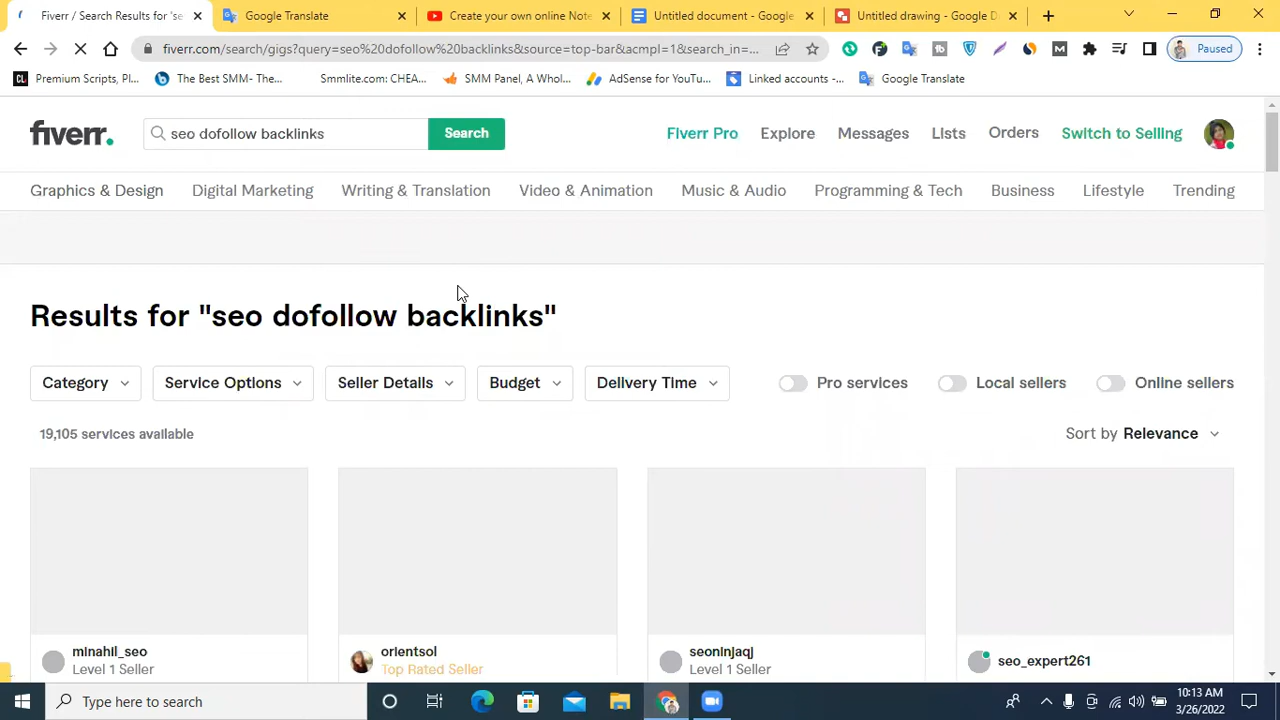 Fiverr / Search Results for 'se
Google Translate
Create your own online Note
Untitled document - Google
Untitled drawing - Google D
fiverr.com/search/gigs?query=seo%20dofollow%20backlinks&source=top-bar&acmpl=1&search_in=...
Paused
Premium Scripts, Pl...
The Best SMM- The...
Smmlite.com: CHEA...
SMM Panel, A Whol...
AdSense for YouTu...
Linked accounts -...
Google Translate
fiverr.
seo dofollow backlinks
Search
Fiverr Pro
Explore
Messages
Lists
Orders
Switch to Selling
Graphics & Design
Digital Marketing
Writing & Translation
Video & Animation
Music & Audio
Programming & Tech
Business
Lifestyle
Trending
Results for "seo dofollow backlinks"
Category
Service Options
Seller Details
Budget
Delivery Time
Pro services
Local sellers
Online sellers
19,105 services available
Sort by Relevance
minahil_seo
Level 1 Seller
orientsol
Top Rated Seller
seoninjaqj
Level 1 Seller
seo_expert261
Type here to search
10:13 AM
3/26/2022